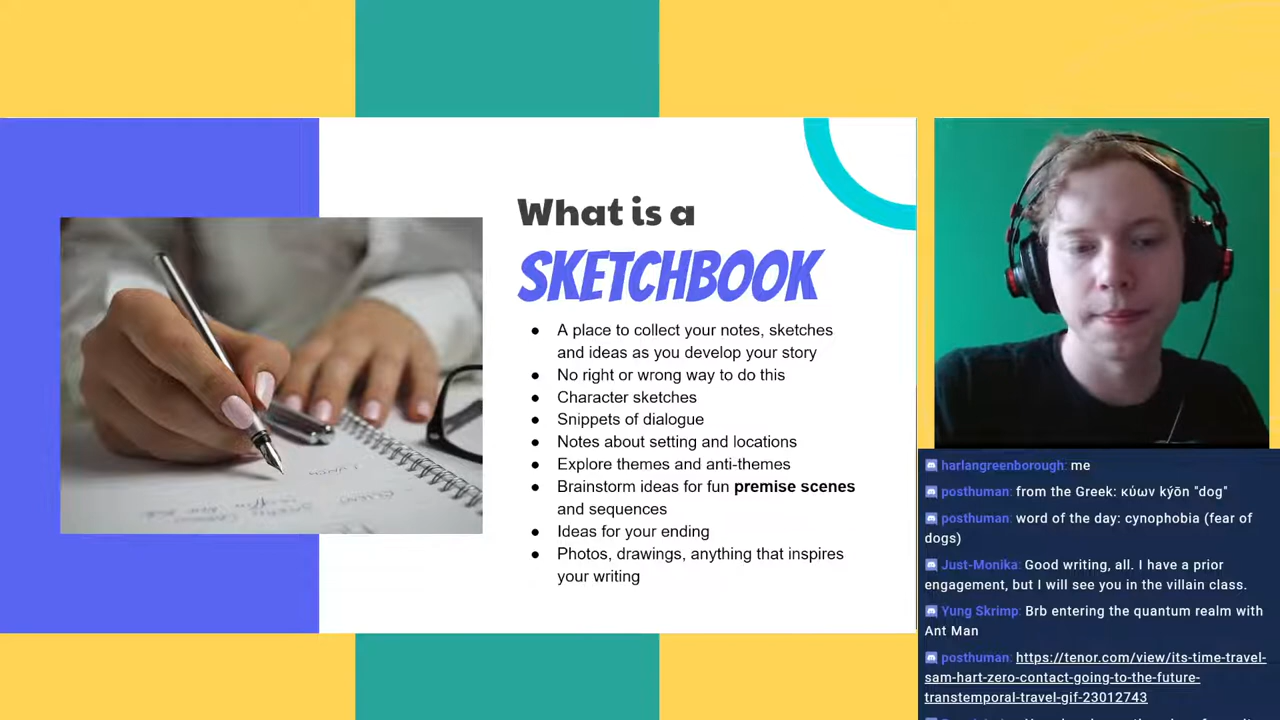 What is a
SKETCHBOOK
● A place to collect your notes, sketches
and ideas as you develop your story
● No right or wrong way to do this
● Character sketches
● Snippets of dialogue
● Notes about setting and locations
● Explore themes and anti-themes
● Brainstorm ideas for fun premise scenes
and sequences
● Ideas for your ending
● Photos, drawings, anything that inspires
your writing
harlangreenborough: me
posthuman: from the Greek: κύων kýōn "dog"
posthuman: word of the day: cynophobia (fear of
dogs)
Just-Monika: Good writing, all. I have a prior
engagement, but I will see you in the villain class.
Yung Skrimp: Brb entering the quantum realm with
Ant Man
posthuman: https://tenor.com/view/its-time-travel-
sam-hart-zero-contact-going-to-the-future-
transtemporal-travel-gif-23012743